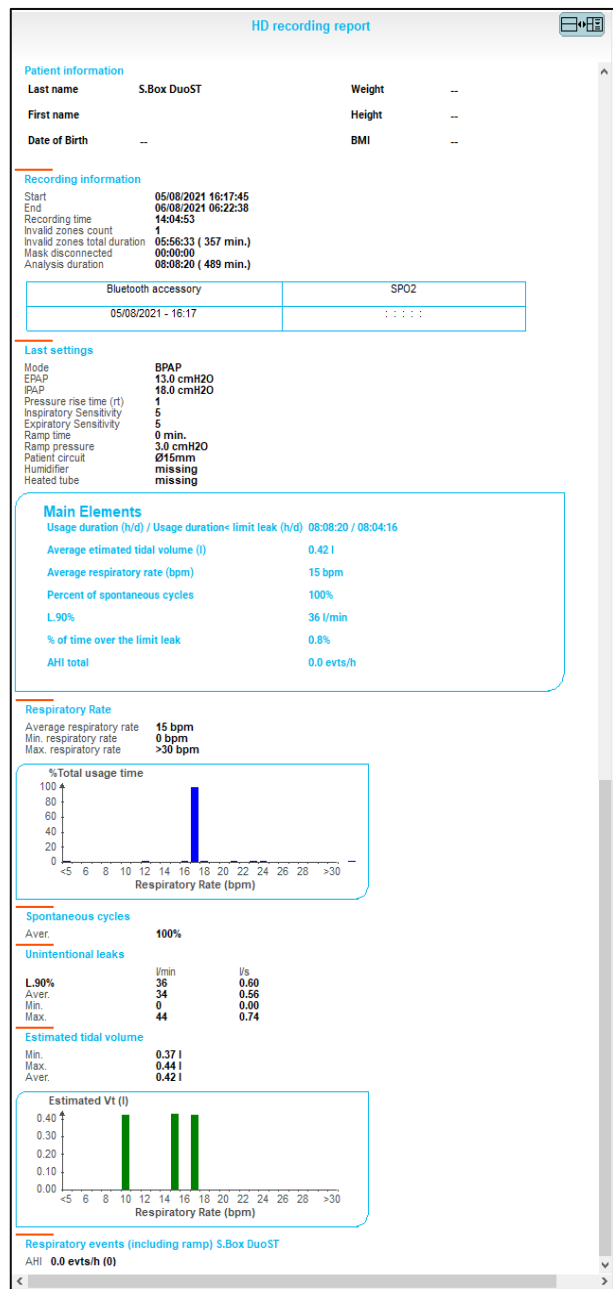 HD recording report
Patient information
Last name S.Box DuoST Weight --
First name Height --
Date of Birth -- BMI --
Recording information
Start 05/08/2021 16:17:45
End 06/08/2021 06:22:38
Recording time 14:04:53
Invalid zones count 1
Invalid zones total duration 05:56:33 ( 357 min.)
Mask disconnected 00:00:00
Analysis duration 08:08:20 ( 489 min.)
Bluetooth accessory SPO2
05/08/2021 - 16:17 : : : : :
Last settings
Mode BPAP
EPAP 13.0 cmH2O
IPAP 18.0 cmH2O
Pressure rise time (rt) 1
Inspiratory Sensitivity 5
Expiratory Sensitivity 5
Ramp time 0 min.
Ramp pressure 3.0 cmH2O
Patient circuit Ø15mm
Humidifier missing
Heated tube missing
Main Elements
Usage duration (h/d) / Usage duration< limit leak (h/d) 08:08:20 / 08:04:16
Average etimated tidal volume (l) 0.42 l
Average respiratory rate (bpm) 15 bpm
Percent of spontaneous cycles 100%
L.90% 36 l/min
% of time over the limit leak 0.8%
AHI total 0.0 evts/h
Respiratory Rate
Average respiratory rate 15 bpm
Min. respiratory rate 0 bpm
Max. respiratory rate >30 bpm
%Total usage time
100
80
60
40
20
0
<5 6 8 10 12 14 16 18 20 22 24 26 28 >30
Respiratory Rate (bpm)
Spontaneous cycles
Aver. 100%
Unintentional leaks
l/min l/s
L.90% 36 0.60
Aver. 34 0.56
Min. 0 0.00
Max. 44 0.74
Estimated tidal volume
Min. 0.37 l
Max. 0.44 l
Aver. 0.42 l
Estimated Vt (l)
0.40
0.30
0.20
0.10
0.00
<5 6 8 10 12 14 16 18 20 22 24 26 28 >30
Respiratory Rate (bpm)
Respiratory events (including ramp) S.Box DuoST
AHI 0.0 evts/h (0)